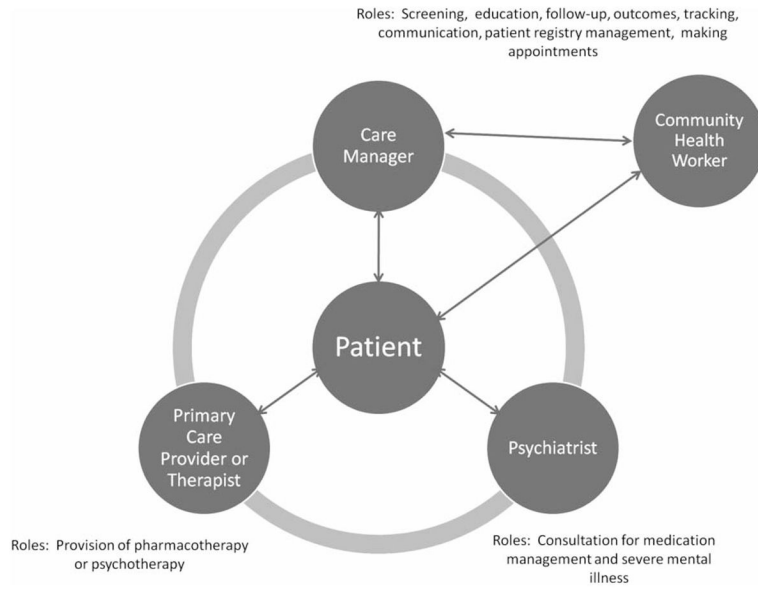 Roles: Screening, education, follow-up, outcomes, tracking,
communication, patient registry management, making
appointments
Care
Manager
Community
Health
Worker
Patient
Primary
Care
Provider or
Therapist
Psychiatrist
Roles: Provision of pharmacotherapy
or psychotherapy
Roles: Consultation for medication
management and severe mental
illness